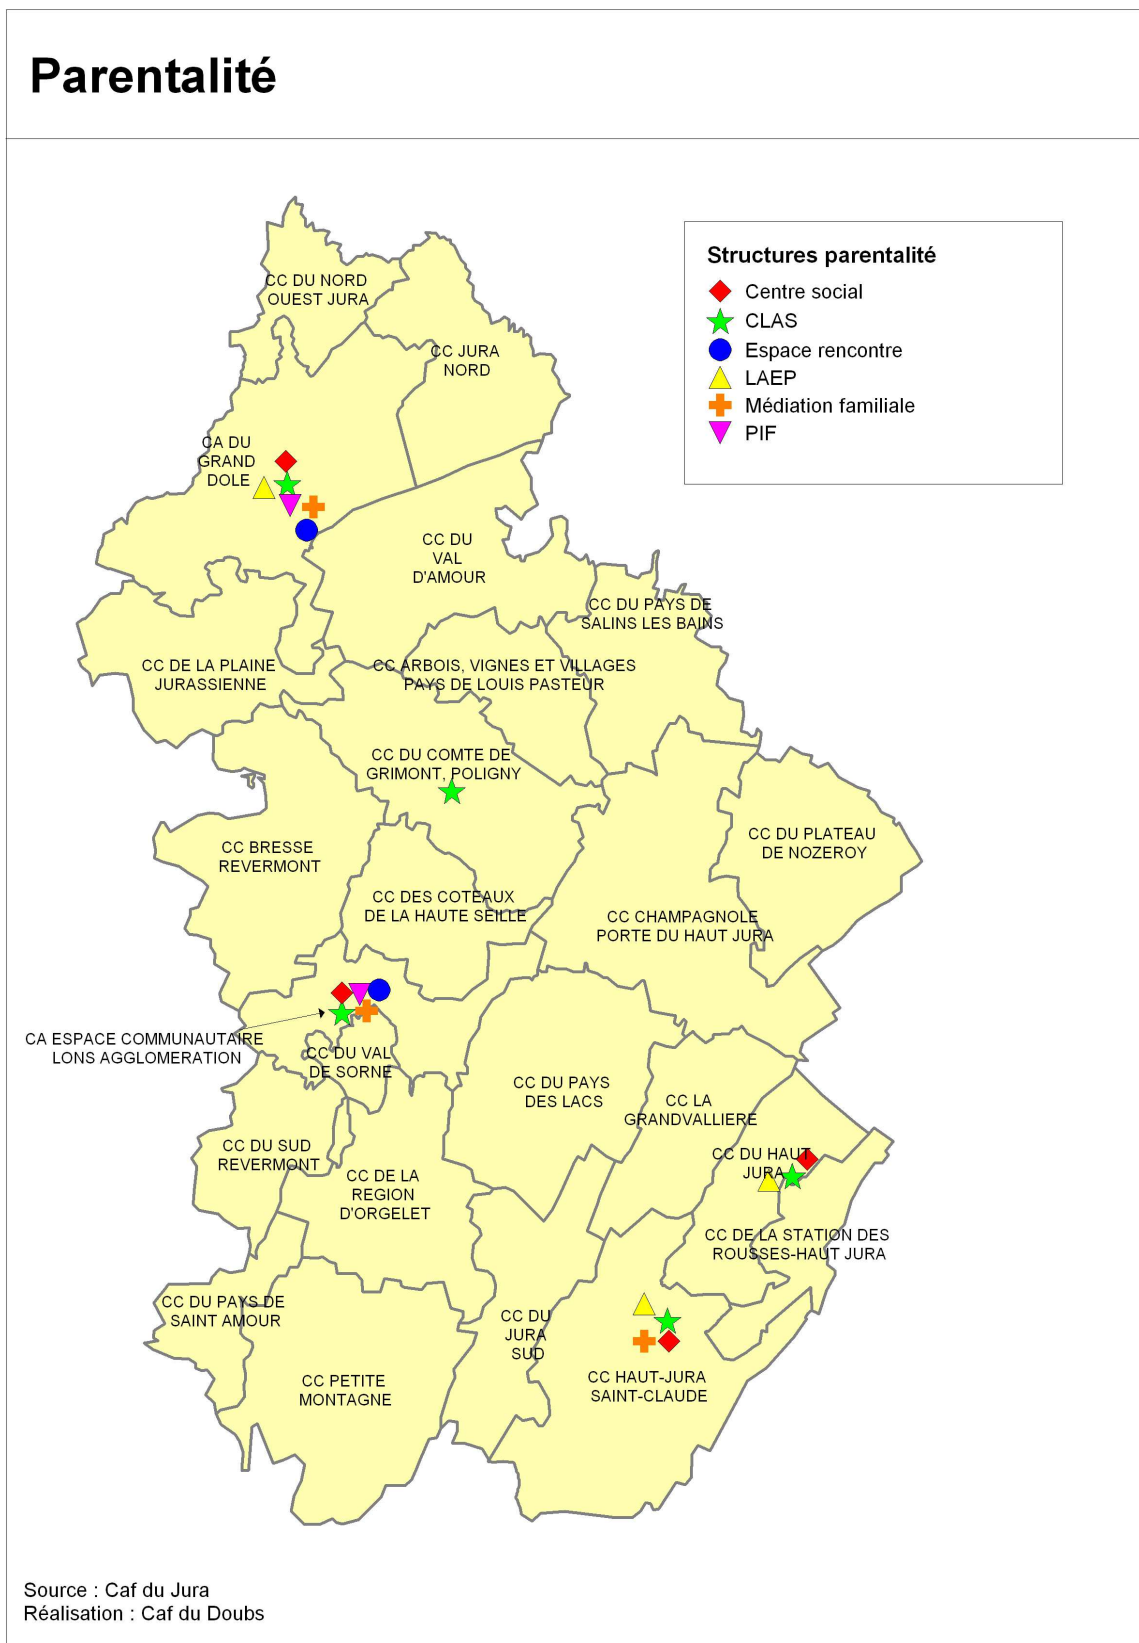 Parentalité
Structures parentalité
Centre social
CLAS
Espace rencontre
LAEP
Médiation familiale
PIF
CC DU NORD
OUEST JURA
CC JURA
NORD
CA DU
GRAND
DOLE
CC DU
VAL
D'AMOUR
CC DU PAYS DE
SALINS LES BAINS
CC DE LA PLAINE
JURASSIENNE
CC ARBOIS, VIGNES ET VILLAGES
PAYS DE LOUIS PASTEUR
CC DU COMTE DE
GRIMONT, POLIGNY
CC BRESSE
REVERMONT
CC DU PLATEAU
DE NOZEROY
CC DES COTEAUX
DE LA HAUTE SEILLE
CC CHAMPAGNOLE
PORTE DU HAUT JURA
CA ESPACE COMMUNAUTAIRE
LONS AGGLOMERATION
CC DU VAL
DE SORNE
CC DU PAYS
DES LACS
CC LA
GRANDVALLIERE
CC DU SUD
REVERMONT
CC DU HAUT
JURA
CC DE LA
REGION
D'ORGELET
CC DE LA STATION DES
ROUSSES-HAUT JURA
CC DU PAYS DE
SAINT AMOUR
CC DU
JURA
SUD
CC PETITE
MONTAGNE
CC HAUT-JURA
SAINT-CLAUDE
Source : Caf du Jura
Réalisation : Caf du Doubs